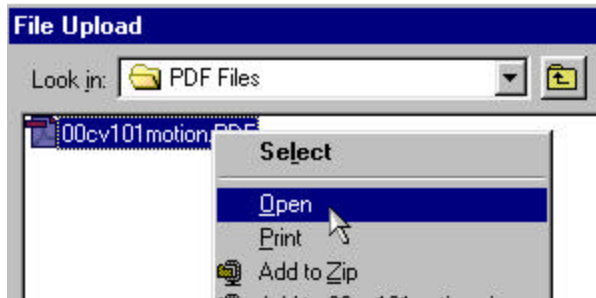 File Upload
Look in: PDF Files
00cv101motion.PDF
Select
Open
Print
Add to Zip